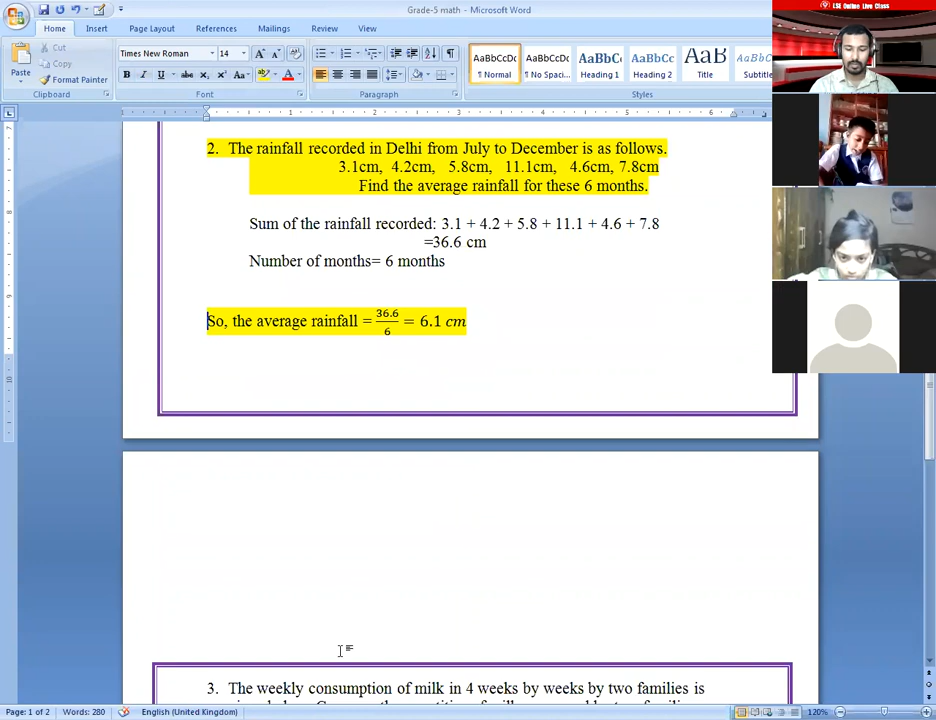 Grade-5 math - Microsoft Word
LSE Online Live Class
Home Insert Page Layout References Mailings Review View
Cut
Copy
Format Painter
Paste
Clipboard
Times New Roman 14
Font
Paragraph
AaBbCcDc AaBbCcDc AaBbCc AaBbCc AaB AaBbCc
¶ Normal ¶ No Spaci... Heading 1 Heading 2 Title Subtitle
Styles
2. The rainfall recorded in Delhi from July to December is as follows.
3.1cm, 4.2cm, 5.8cm, 11.1cm, 4.6cm, 7.8cm
Find the average rainfall for these 6 months.
Sum of the rainfall recorded: 3.1 + 4.2 + 5.8 + 11.1 + 4.6 + 7.8
=36.6 cm
Number of months= 6 months
So, the average rainfall = 36.6/6 = 6.1 cm
3. The weekly consumption of milk in 4 weeks by weeks by two families is
Page: 1 of 2 Words: 280 English (United Kingdom) 120%